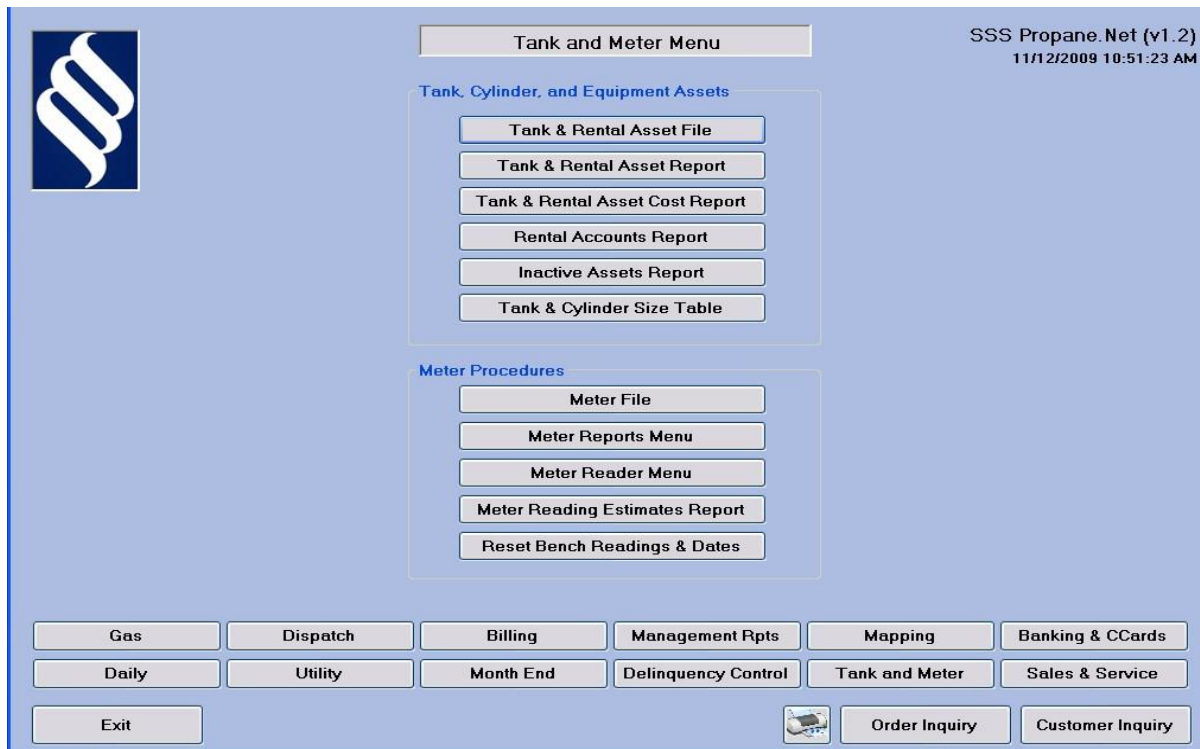 Tank and Meter Menu
SSS Propane.Net (v1.2)
11/12/2009 10:51:23 AM
Tank, Cylinder, and Equipment Assets
Tank & Rental Asset File
Tank & Rental Asset Report
Tank & Rental Asset Cost Report
Rental Accounts Report
Inactive Assets Report
Tank & Cylinder Size Table
Meter Procedures
Meter File
Meter Reports Menu
Meter Reader Menu
Meter Reading Estimates Report
Reset Bench Readings & Dates
Gas Dispatch Billing Management Rpts Mapping Banking & CCards
Daily Utility Month End Delinquency Control Tank and Meter Sales & Service
Exit Order Inquiry Customer Inquiry